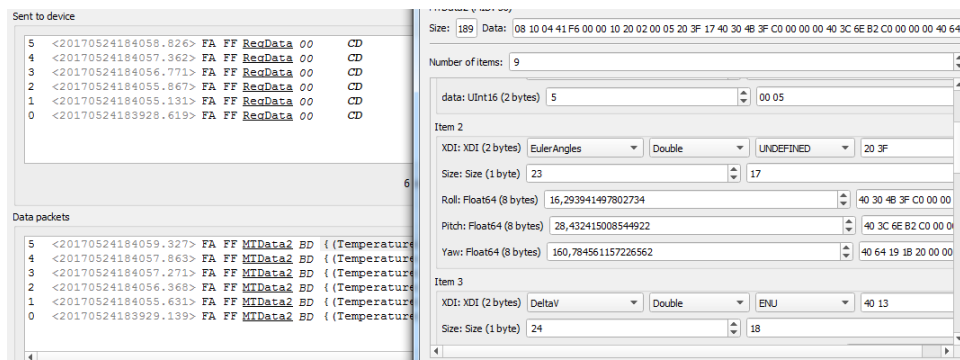 Sent to device
5 <20170524184058.826> FA FF ReqData 00 CD
4 <20170524184057.362> FA FF ReqData 00 CD
3 <20170524184056.771> FA FF ReqData 00 CD
2 <20170524184055.867> FA FF ReqData 00 CD
1 <20170524184055.131> FA FF ReqData 00 CD
0 <20170524183928.619> FA FF ReqData 00 CD
6
Data packets
5 <20170524184059.327> FA FF MTData2 BD {(Temperature
4 <20170524184057.863> FA FF MTData2 BD {(Temperature
3 <20170524184057.271> FA FF MTData2 BD {(Temperature
2 <20170524184056.368> FA FF MTData2 BD {(Temperature
1 <20170524184055.631> FA FF MTData2 BD {(Temperature
0 <20170524183929.139> FA FF MTData2 BD {(Temperature
Size: 189 Data: 08 10 04 41 F6 00 00 10 20 02 00 05 20 3F 17 40 30 4B 3F C0 00 00 00 40 3C 6E B2 C0 00 00 00 40 64
Number of items: 9
data: UInt16 (2 bytes) 5 00 05
Item 2
XDI: XDI (2 bytes) EulerAngles Double UNDEFINED 20 3F
Size: Size (1 byte) 23 17
Roll: Float64 (8 bytes) 16,293941497802734 40 30 4B 3F C0 00 00
Pitch: Float64 (8 bytes) 28,432415008544922 40 3C 6E B2 C0 00 0
Yaw: Float64 (8 bytes) 160,784561157226562 40 64 19 1B 20 00 00
Item 3
XDI: XDI (2 bytes) DeltaV Double ENU 40 13
Size: Size (1 byte) 24 18